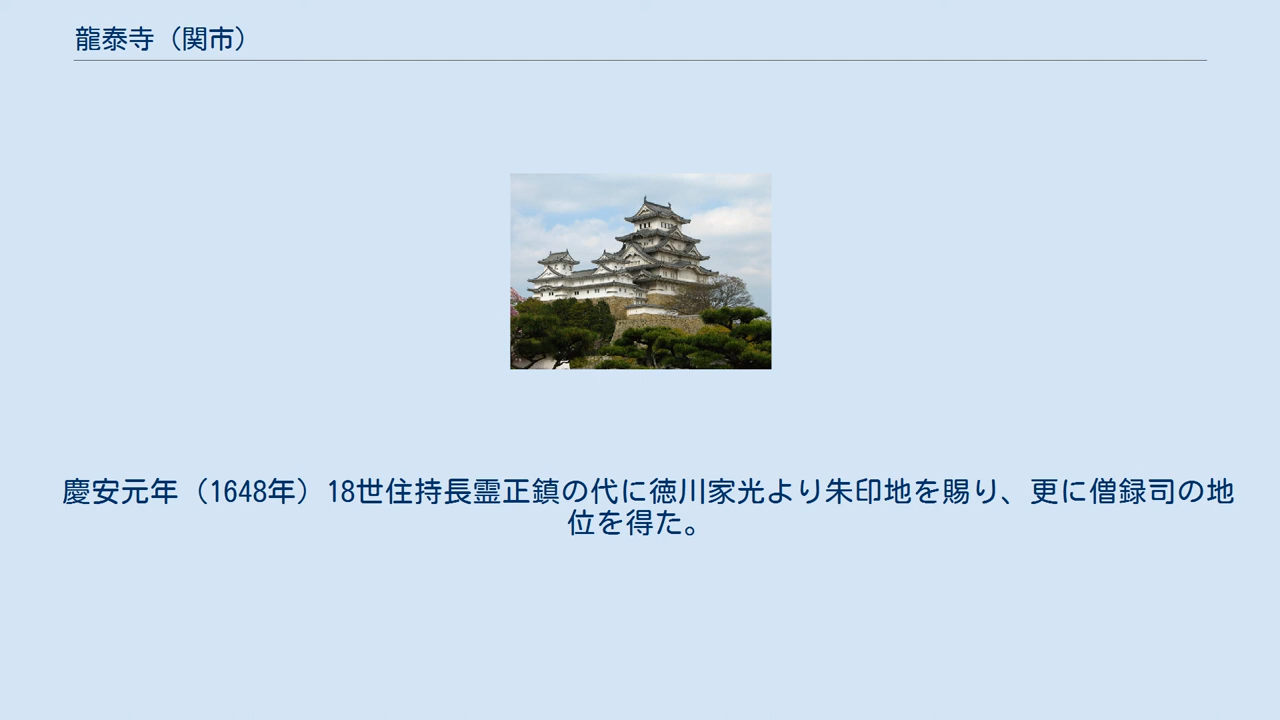 龍泰寺（関市）
慶安元年（1648年）18世住持長霊正鎮の代に徳川家光より朱印地を賜り、更に僧録司の地
位を得た。